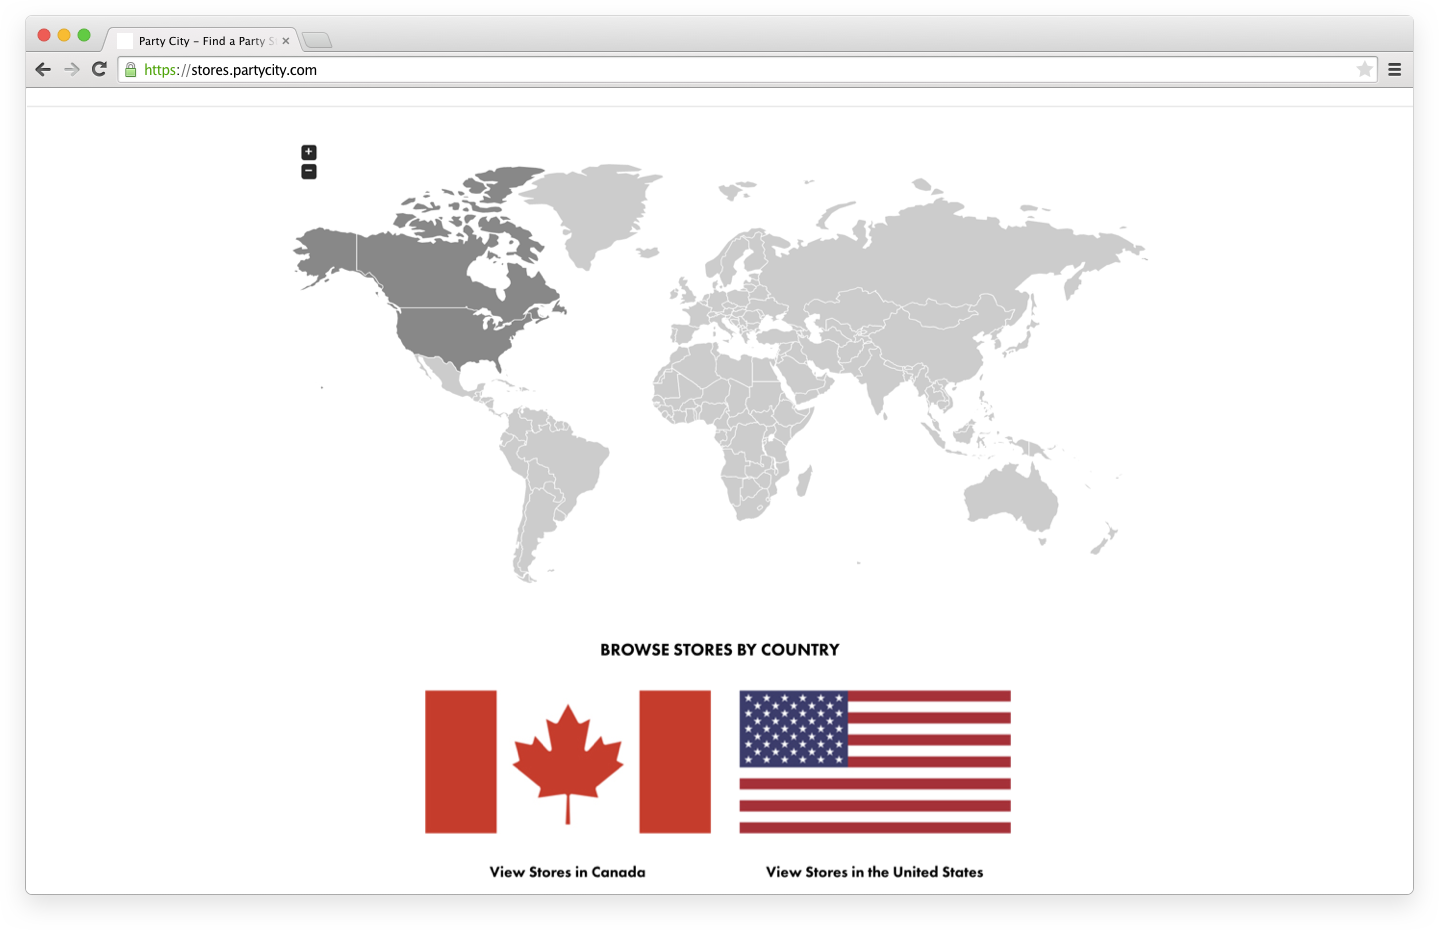 Party City – Find a Party S
https://stores.partycity.com
+
−
BROWSE STORES BY COUNTRY
View Stores in Canada
View Stores in the United States